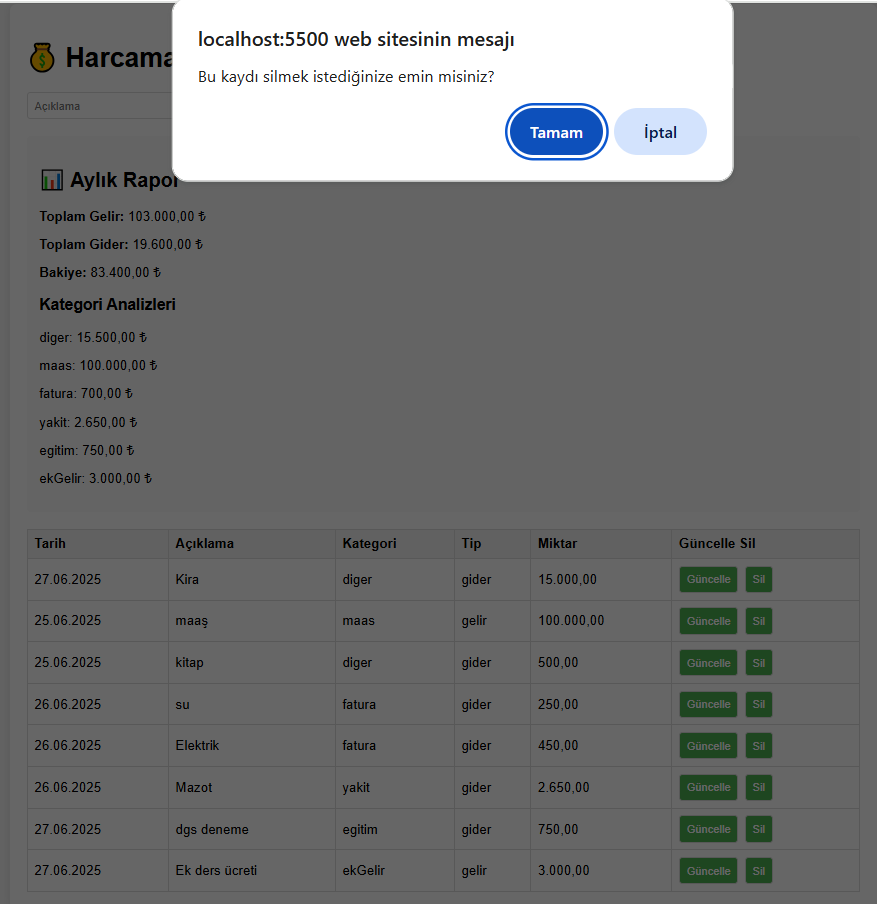 localhost:5500 web sitesinin mesajı
Bu kaydı silmek istediğinize emin misiniz?
Tamam İptal
Harcama
Açıklama
Aylık Rapor
Toplam Gelir: 103.000,00 ₺
Toplam Gider: 19.600,00 ₺
Bakiye: 83.400,00 ₺
Kategori Analizleri
diger: 15.500,00 ₺
maas: 100.000,00 ₺
fatura: 700,00 ₺
yakit: 2.650,00 ₺
egitim: 750,00 ₺
ekGelir: 3.000,00 ₺
Tarih Açıklama Kategori Tip Miktar Güncelle Sil
27.06.2025 Kira diger gider 15.000,00 Güncelle Sil
25.06.2025 maaş maas gelir 100.000,00 Güncelle Sil
25.06.2025 kitap diger gider 500,00 Güncelle Sil
26.06.2025 su fatura gider 250,00 Güncelle Sil
26.06.2025 Elektrik fatura gider 450,00 Güncelle Sil
26.06.2025 Mazot yakit gider 2.650,00 Güncelle Sil
27.06.2025 dgs deneme egitim gider 750,00 Güncelle Sil
27.06.2025 Ek ders ücreti ekGelir gelir 3.000,00 Güncelle Sil